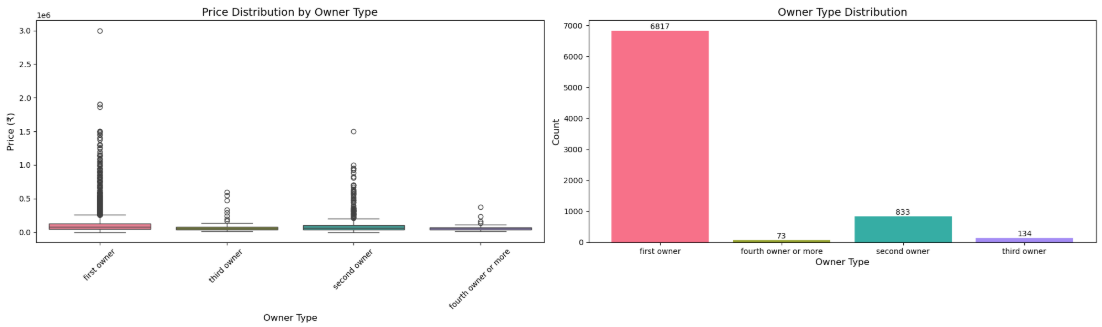 Price Distribution by Owner Type
1e6
3.0
2.5
2.0
1.5
1.0
0.5
0.0
Price (₹)
first owner
third owner
second owner
fourth owner or more
Owner Type
Owner Type Distribution
7000
6000
5000
4000
3000
2000
1000
0
Count
6817
73
833
134
first owner
fourth owner or more
second owner
third owner
Owner Type